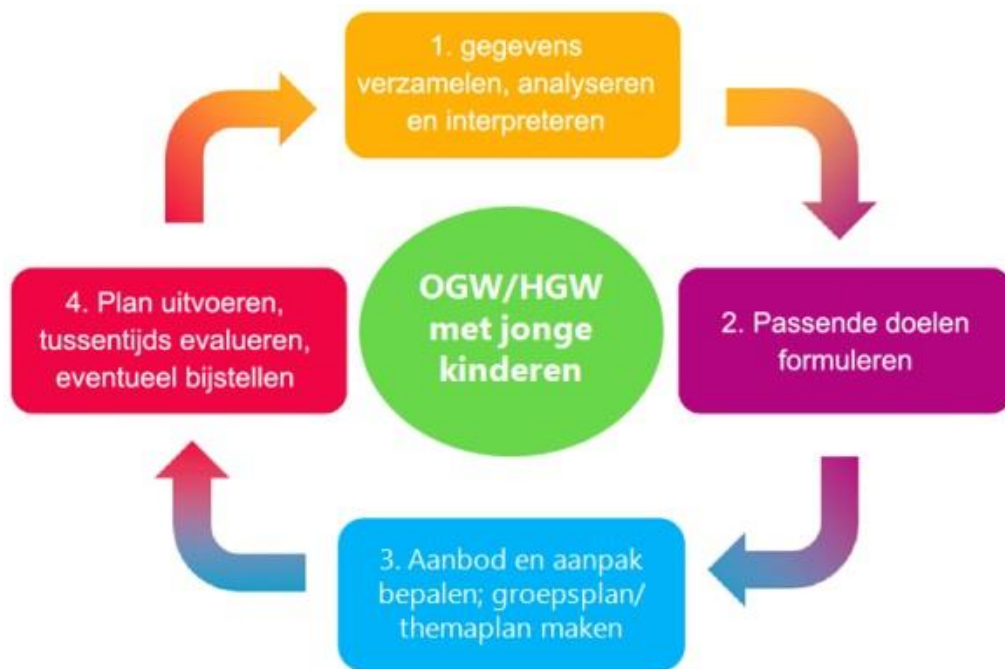 1. gegevens
verzamelen, analyseren
en interpreteren
OGW/HGW
met jonge
kinderen
2. Passende doelen
formuleren
3. Aanbod en aanpak
bepalen; groepsplan/
themaplan maken
4. Plan uitvoeren,
tussentijds evalueren,
eventueel bijstellen